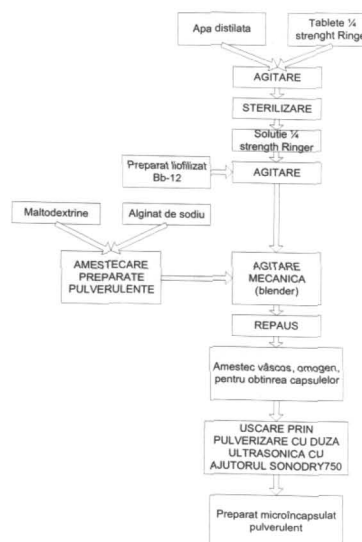 Apa distilata
Tablete ¼
strenght Ringe
AGITARE
STERILIZARE
Solutie ¼
strength Ringer
Preparat liofilizat
Bb-12
AGITARE
Maltodextrine
Alginat de sodiu
AMESTECARE
PREPARATE
PULVERULENTE
AGITARE
MECANICA
(blender)
REPAUS
Amestec vâscos, omogen,
pentru obtinerea capsulelor
USCARE PRIN
PULVERIZARE CU DUZA
ULTRASONICA CU
AJUTORUL SONODRY750
Preparat microîncapsulat
pulverulent